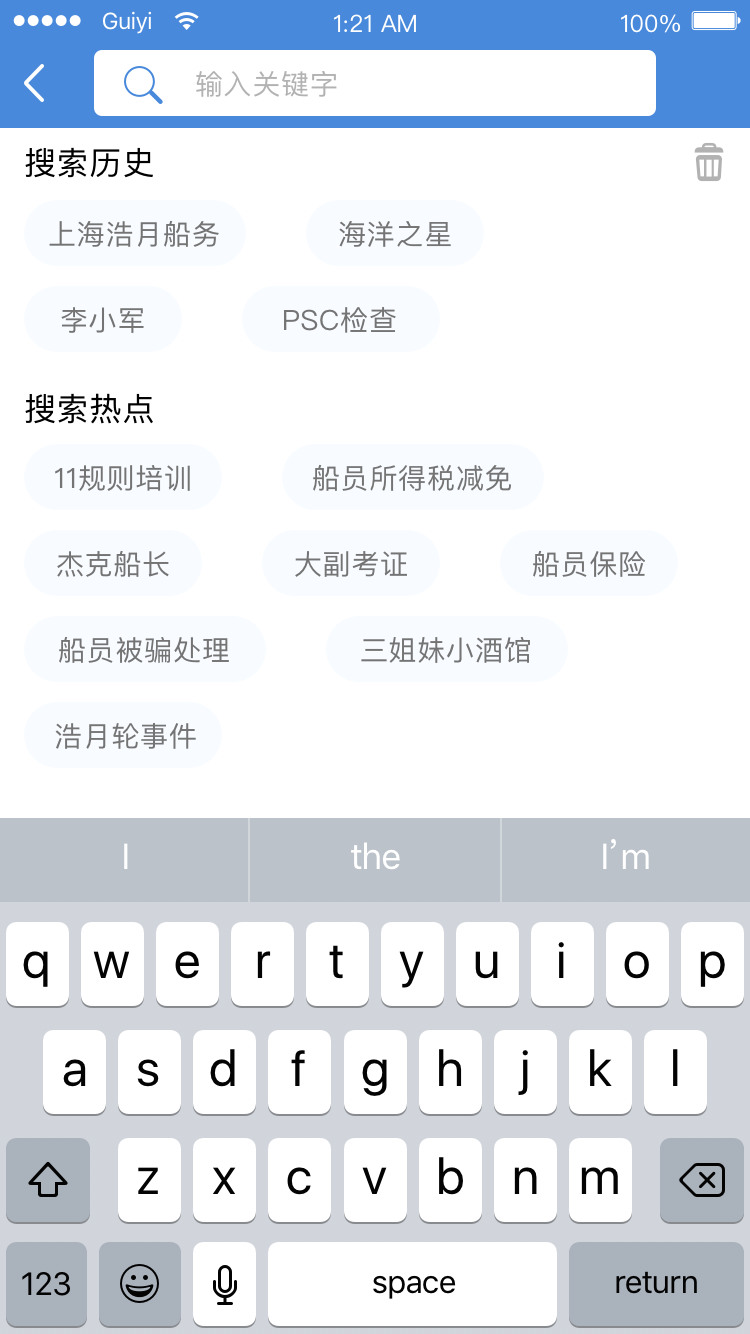 Guiyi 1:21 AM 100%
输入关键字
搜索历史
上海浩月船务 海洋之星
李小军 PSC检查
搜索热点
11规则培训 船员所得税减免
杰克船长 大副考证 船员保险
船员被骗处理 三姐妹小酒馆
浩月轮事件
I the I’m
q w e r t y u i o p
a s d f g h j k l
z x c v b n m
123 space return